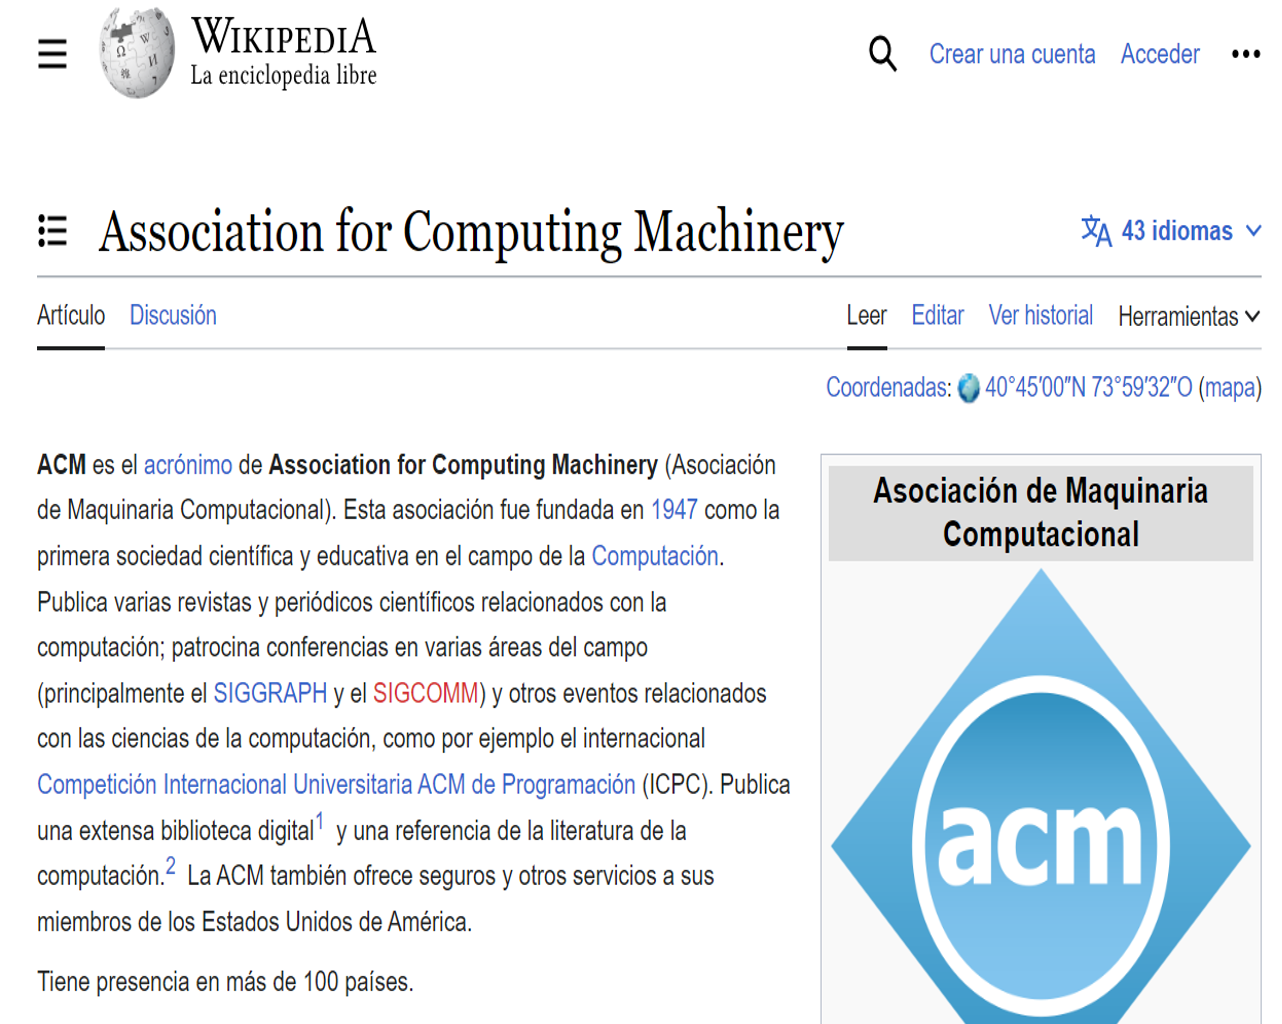 WIKIPEDIA
La enciclopedia libre
Crear una cuenta Acceder
Association for Computing Machinery
43 idiomas
Artículo Discusión
Leer Editar Ver historial Herramientas
Coordenadas: 40°45′00″N 73°59′32″O (mapa)
ACM es el acrónimo de Association for Computing Machinery (Asociación
de Maquinaria Computacional). Esta asociación fue fundada en 1947 como la
primera sociedad científica y educativa en el campo de la Computación.
Publica varias revistas y periódicos científicos relacionados con la
computación; patrocina conferencias en varias áreas del campo
(principalmente el SIGGRAPH y el SIGCOMM) y otros eventos relacionados
con las ciencias de la computación, como por ejemplo el internacional
Competición Internacional Universitaria ACM de Programación (ICPC). Publica
una extensa biblioteca digital1 y una referencia de la literatura de la
computación.2 La ACM también ofrece seguros y otros servicios a sus
miembros de los Estados Unidos de América.
Tiene presencia en más de 100 países.
Asociación de Maquinaria
Computacional
acm